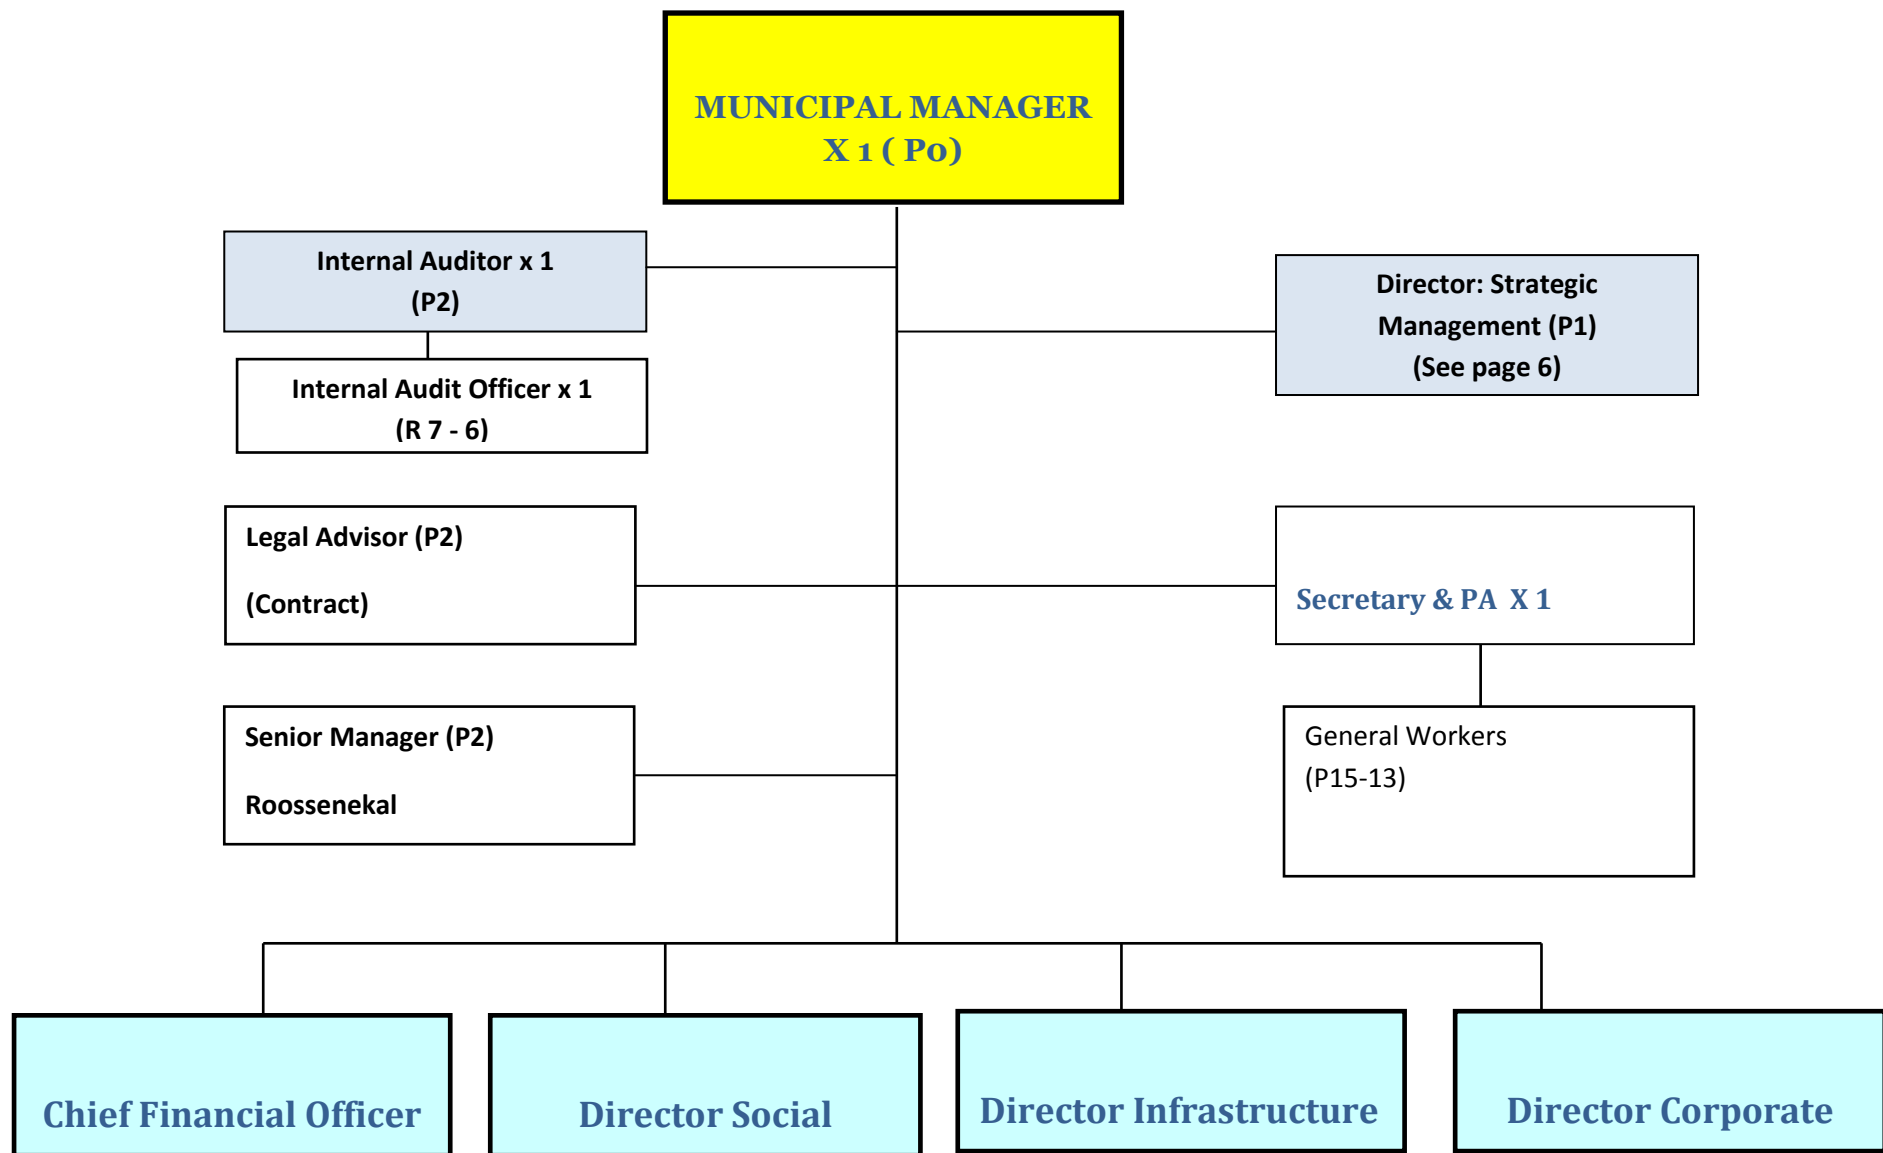 MUNICIPAL MANAGER
X 1 ( P0)
Internal Auditor x 1
(P2)
Director: Strategic
Management (P1)
(See page 6)
Internal Audit Officer x 1
(R 7 - 6)
Legal Advisor (P2)
(Contract)
Secretary & PA X 1
Senior Manager (P2)
Roossenekal
General Workers
(P15-13)
Chief Financial Officer
Director Social
Director Infrastructure
Director Corporate